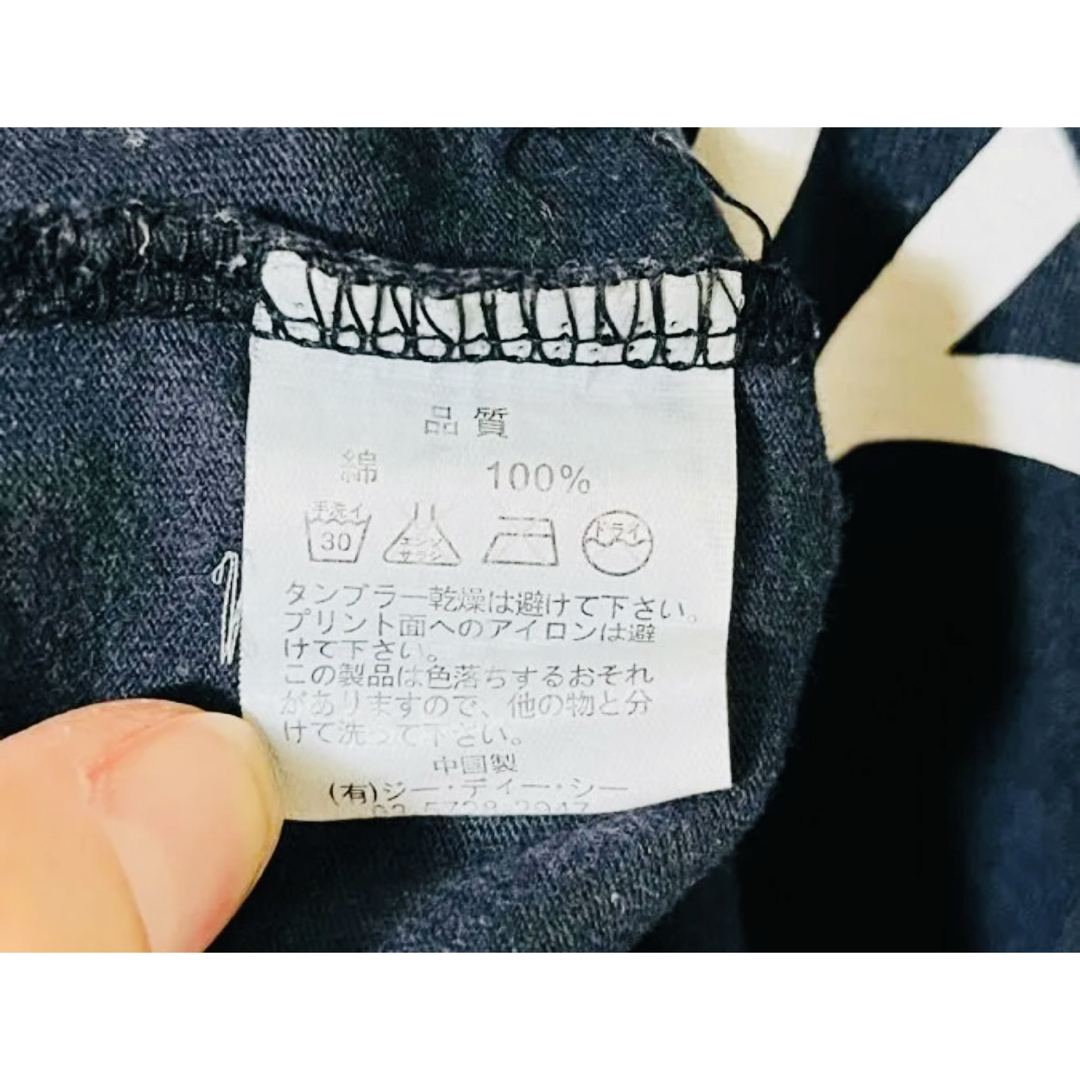 品質
綿 100%
手洗イ 30 エンソ サラシ ドライ
タンブラー乾燥は避けて下さい。
プリント面へのアイロンは避
けて下さい。
この製品は色落ちするおそれ
がありますので、他の物と分
けて洗って下さい。
中国製
(有)ジー・ディー・シー